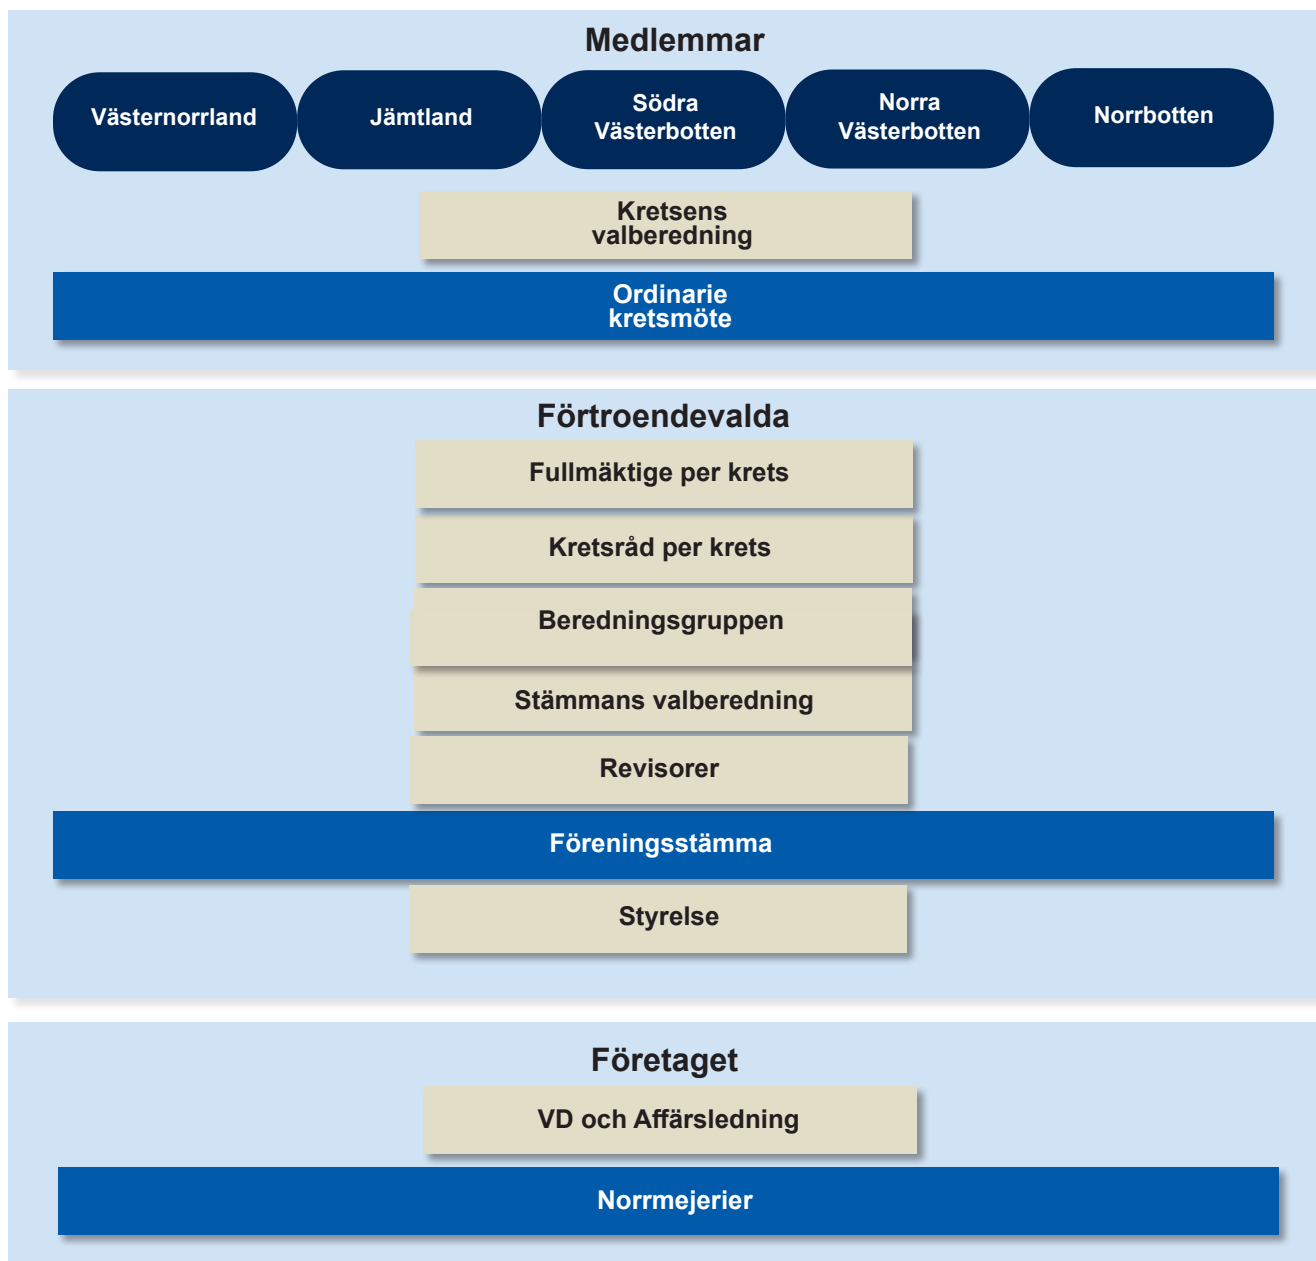 Medlemmar
Västernorrland
Jämtland
Södra
Västerbotten
Norra
Västerbotten
Norrbotten
Kretsens
valberedning
Ordinarie
kretsmöte
Förtroendevalda
Fullmäktige per krets
Kretsråd per krets
Beredningsgruppen
Stämmans valberedning
Revisorer
Föreningsstämma
Styrelse
Företaget
VD och Affärsledning
Norrmejerier